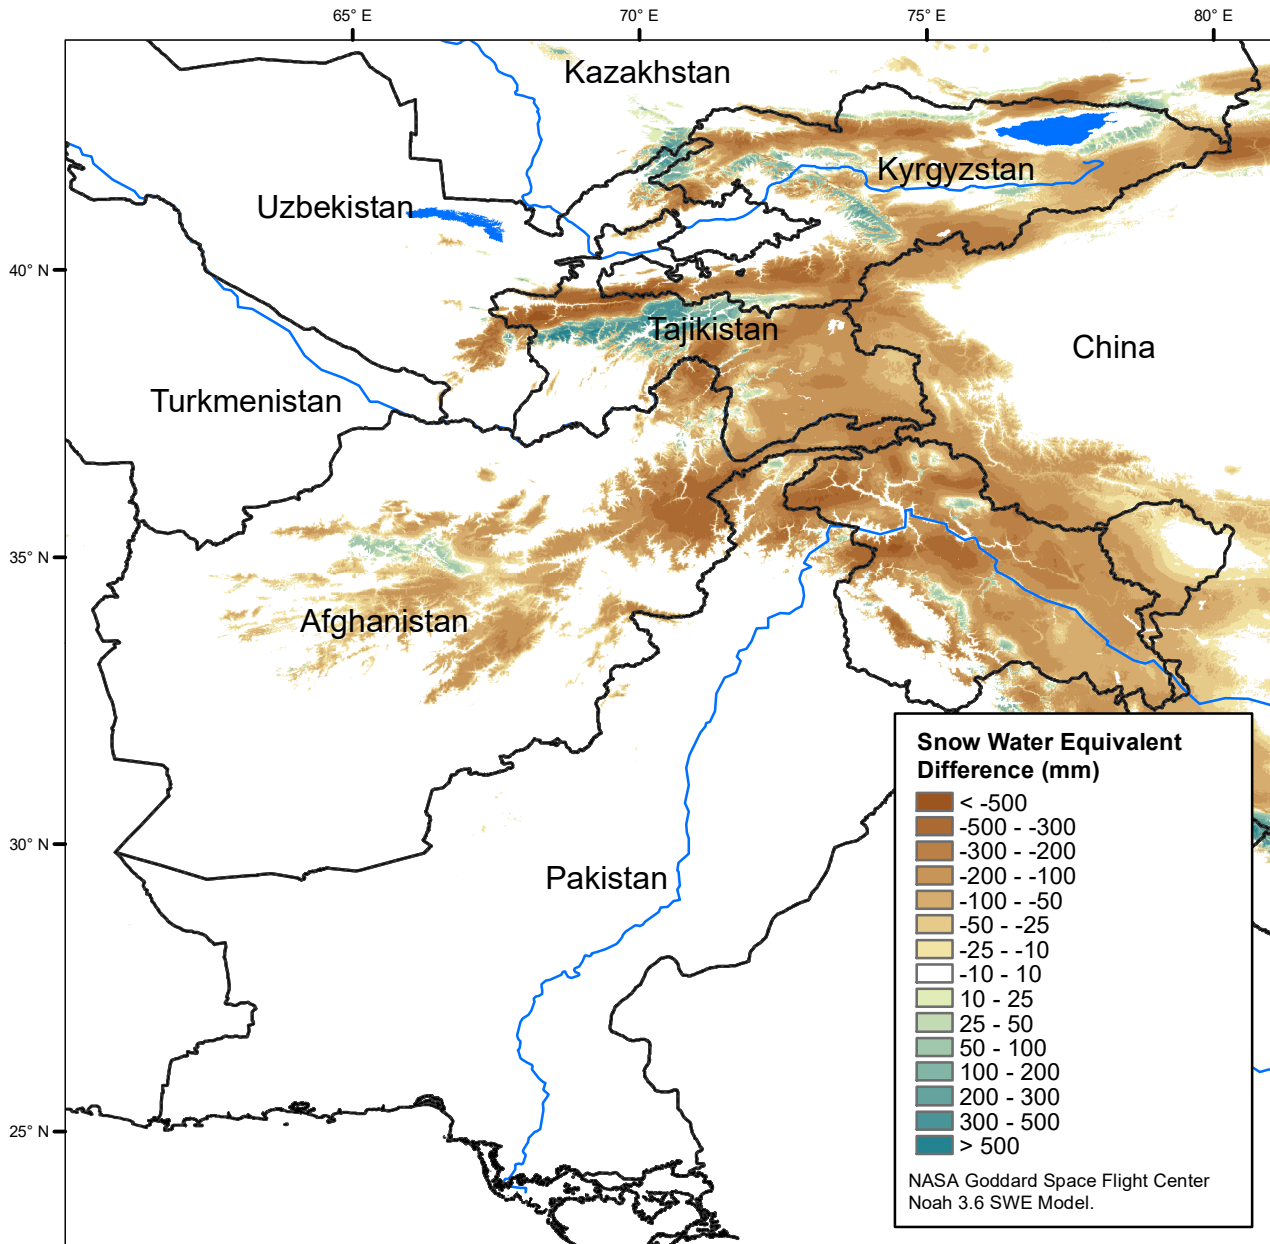 65° E
70° E
75° E
80° E
Kazakhstan
Kyrgyzstan
Uzbekistan
40° N
Tajikistan
China
Turkmenistan
35° N
Afghanistan
30° N
Pakistan
25° N
Snow Water Equivalent
Difference (mm)
< -500
-500 - -300
-300 - -200
-200 - -100
-100 - -50
-50 - -25
-25 - -10
-10 - 10
10 - 25
25 - 50
50 - 100
100 - 200
200 - 300
300 - 500
> 500
NASA Goddard Space Flight Center
Noah 3.6 SWE Model.